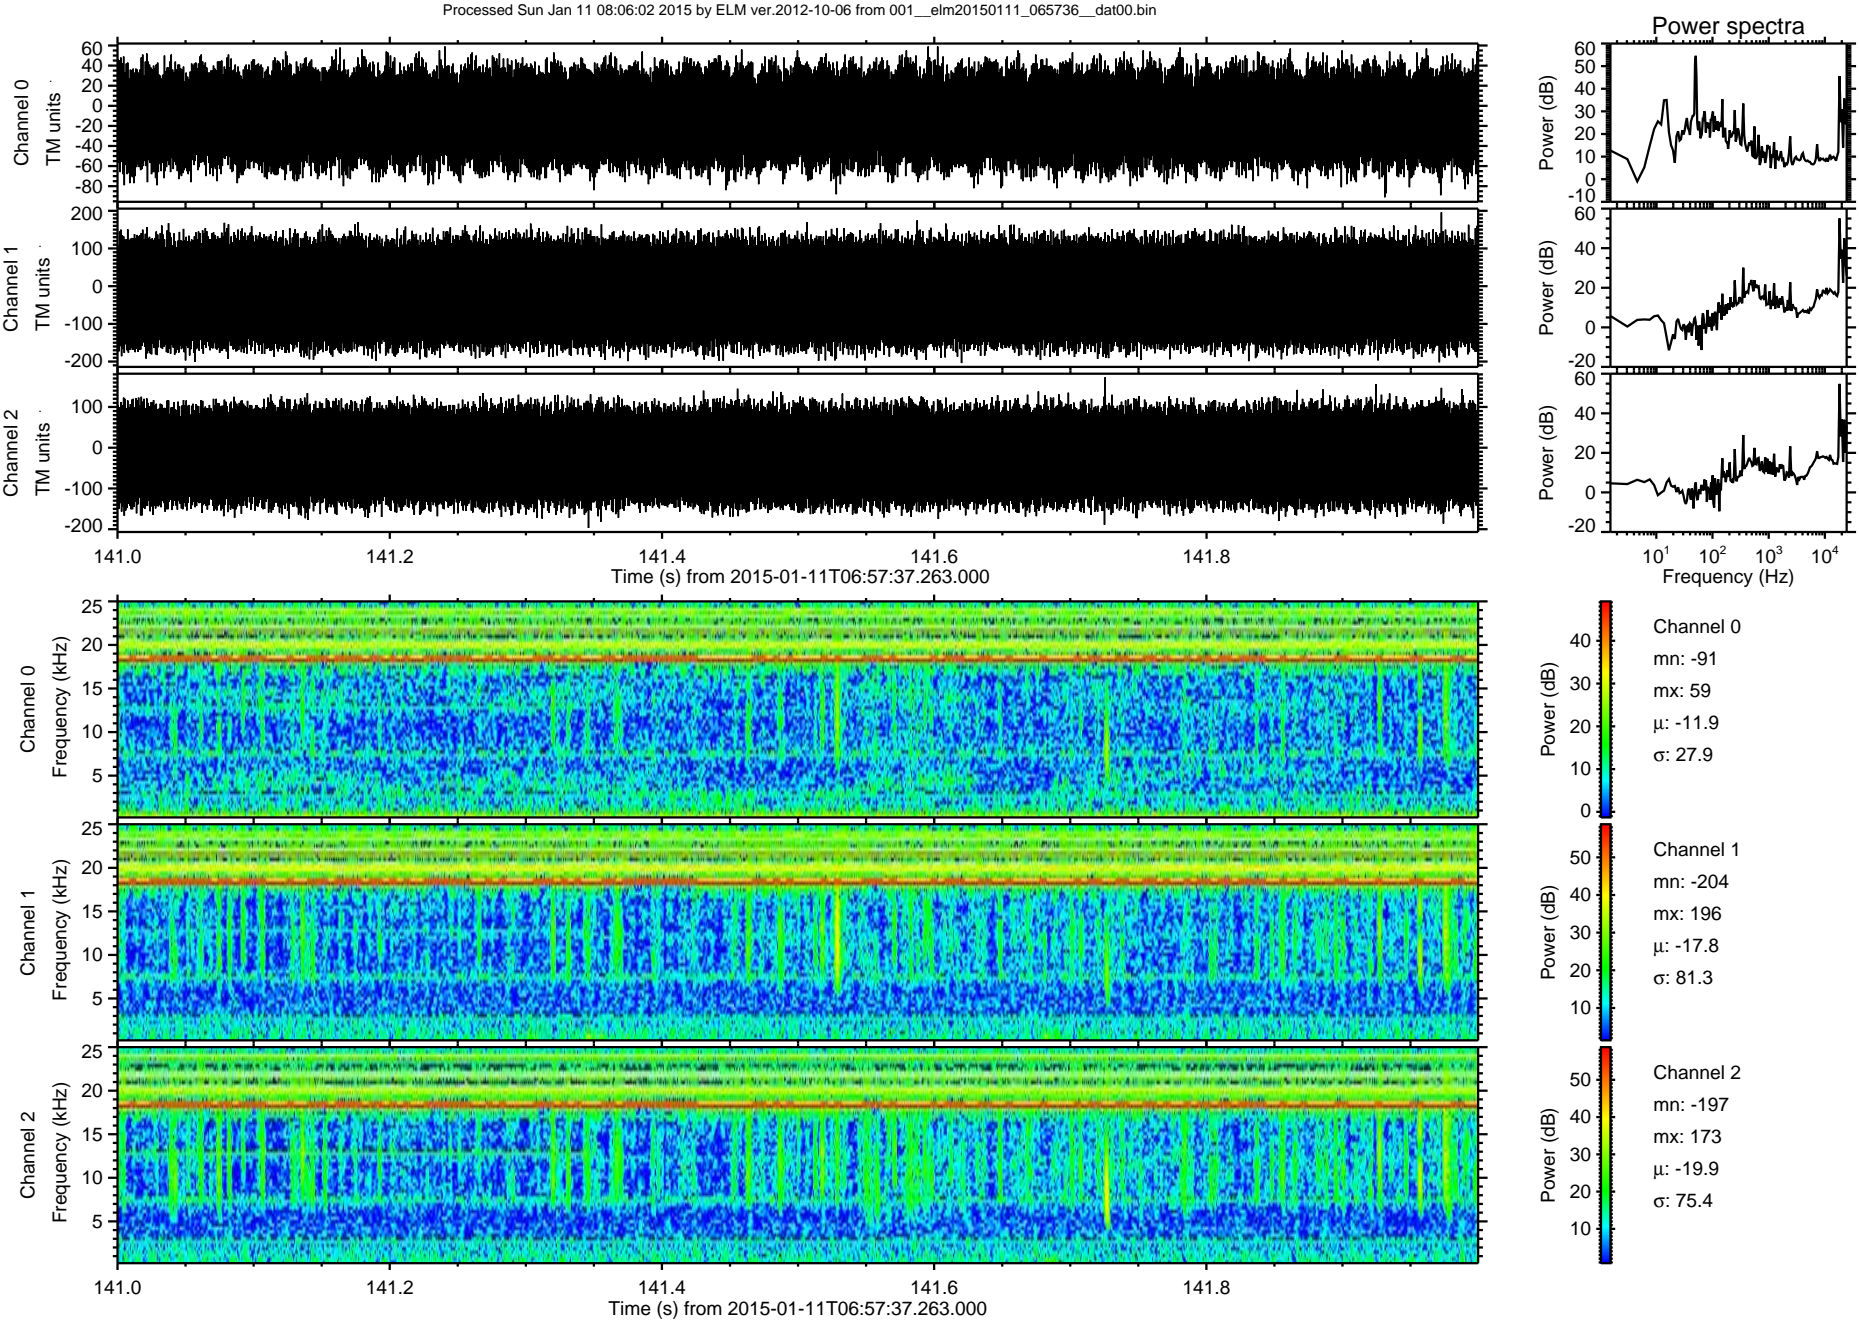 Processed Sun Jan 11 08:06:02 2015 by ELM ver.2012-10-06 from 001__elm20150111_065736__dat00.bin
Power spectra
Channel 0
TM units
60
40
20
0
-20
-40
-60
-80
Power (dB)
60
50
40
30
20
10
0
-10
Channel 1
TM units
200
100
0
-100
-200
Power (dB)
60
40
20
0
-20
Channel 2
TM units
100
0
-100
-200
Power (dB)
60
40
20
0
-20
141.0 141.2 141.4 141.6 141.8
Time (s) from 2015-01-11T06:57:37.263.000
10¹ 10² 10³ 10⁴
Frequency (Hz)
Channel 0
Frequency (kHz)
25
20
15
10
5
Power (dB)
40
30
20
10
0
Channel 0
mn: -91
mx: 59
μ: -11.9
σ: 27.9
Channel 1
Frequency (kHz)
25
20
15
10
5
Power (dB)
50
40
30
20
10
Channel 1
mn: -204
mx: 196
μ: -17.8
σ: 81.3
Channel 2
Frequency (kHz)
25
20
15
10
5
Power (dB)
50
40
30
20
10
Channel 2
mn: -197
mx: 173
μ: -19.9
σ: 75.4
141.0 141.2 141.4 141.6 141.8
Time (s) from 2015-01-11T06:57:37.263.000